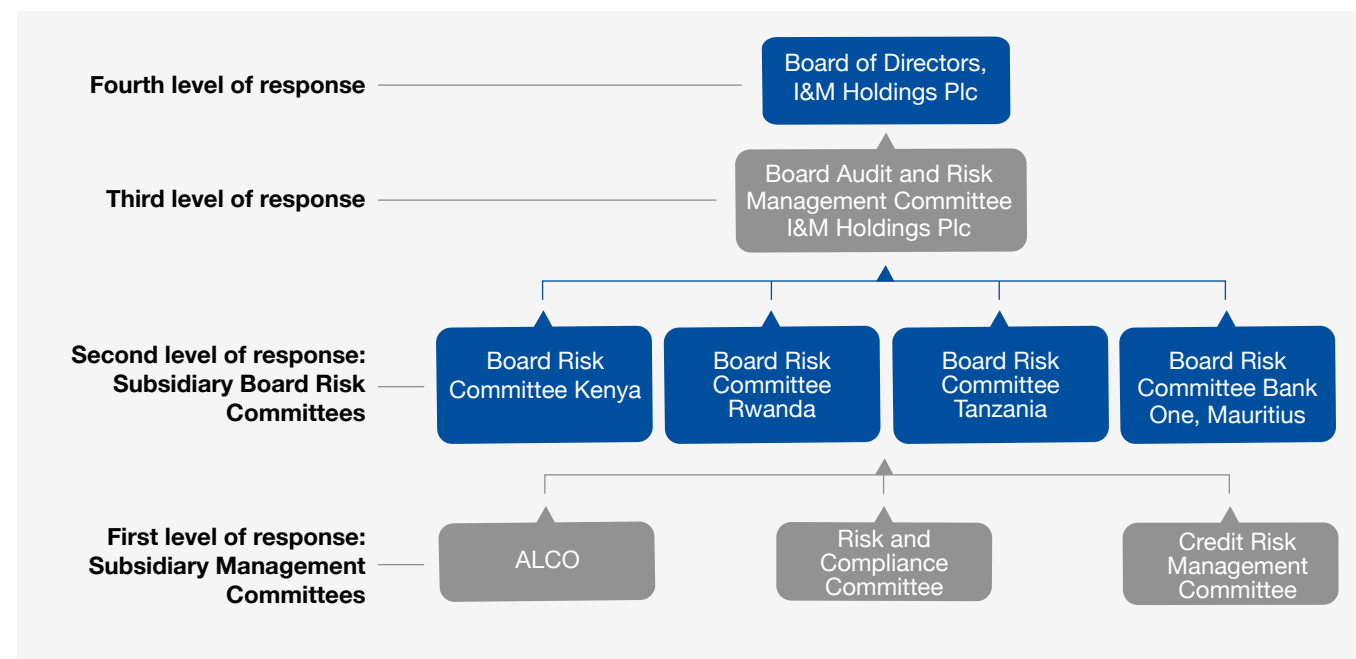 Fourth level of response
Board of Directors,
I&M Holdings Plc
Third level of response
Board Audit and Risk
Management Committee
I&M Holdings Plc
Second level of response:
Subsidiary Board Risk
Committees
Board Risk
Committee Kenya
Board Risk
Committee
Rwanda
Board Risk
Committee
Tanzania
Board Risk
Committee Bank
One, Mauritius
First level of response:
Subsidiary Management
Committees
ALCO
Risk and
Compliance
Committee
Credit Risk
Management
Committee